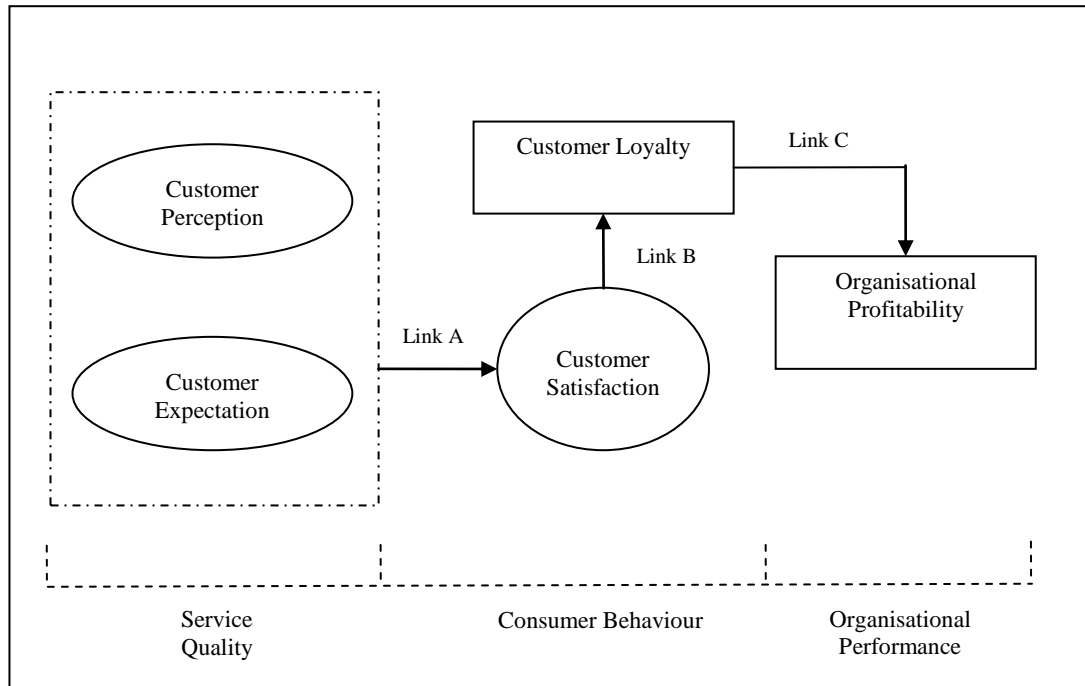 Customer
Perception
Customer
Expectation
Link A
Customer Loyalty
Link B
Customer
Satisfaction
Link C
Organisational
Profitability
Service
Quality
Consumer Behaviour
Organisational
Performance